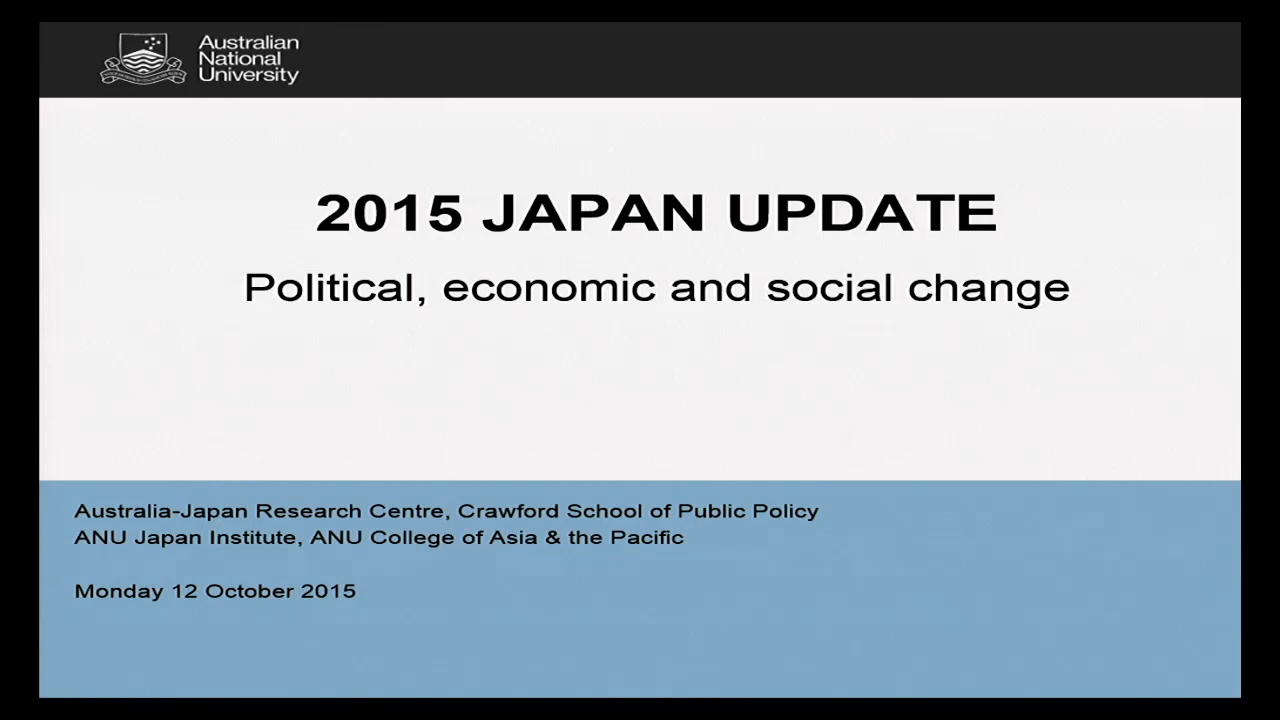 Australian
National
University
2015 JAPAN UPDATE
Political, economic and social change
Australia-Japan Research Centre, Crawford School of Public Policy
ANU Japan Institute, ANU College of Asia & the Pacific
Monday 12 October 2015